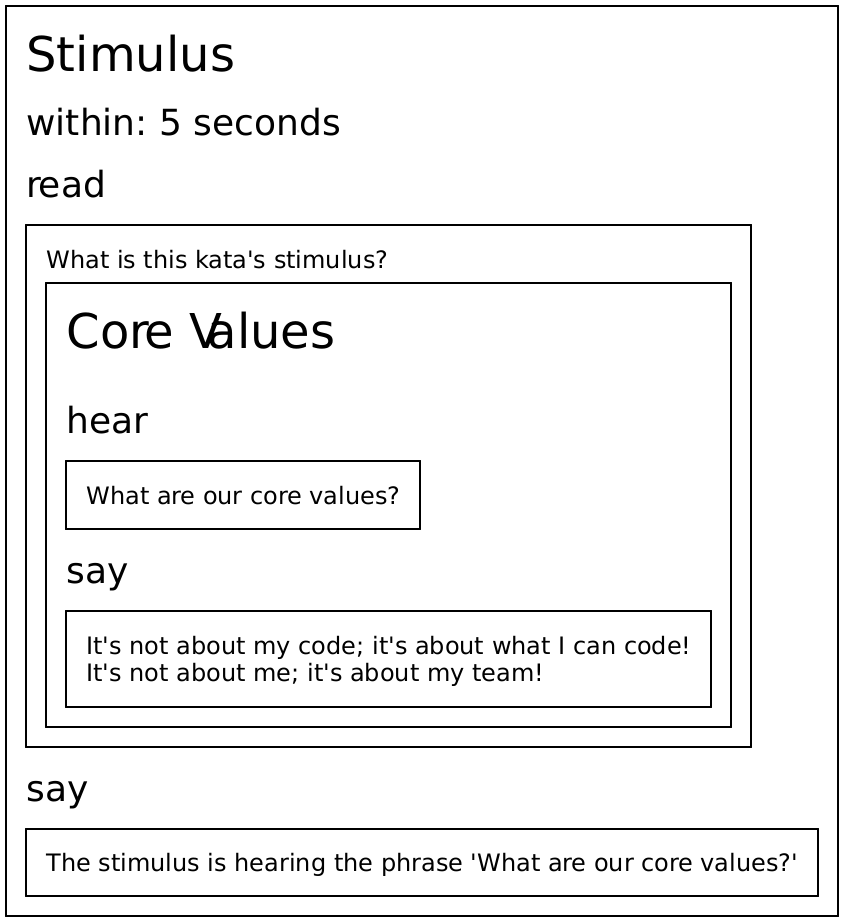 Stimulus
within: 5 seconds
read
What is this kata's stimulus?
Core Values
hear
What are our core values?
say
It's not about my code; it's about what I can code!
It's not about me; it's about my team!
say
The stimulus is hearing the phrase 'What are our core values?'